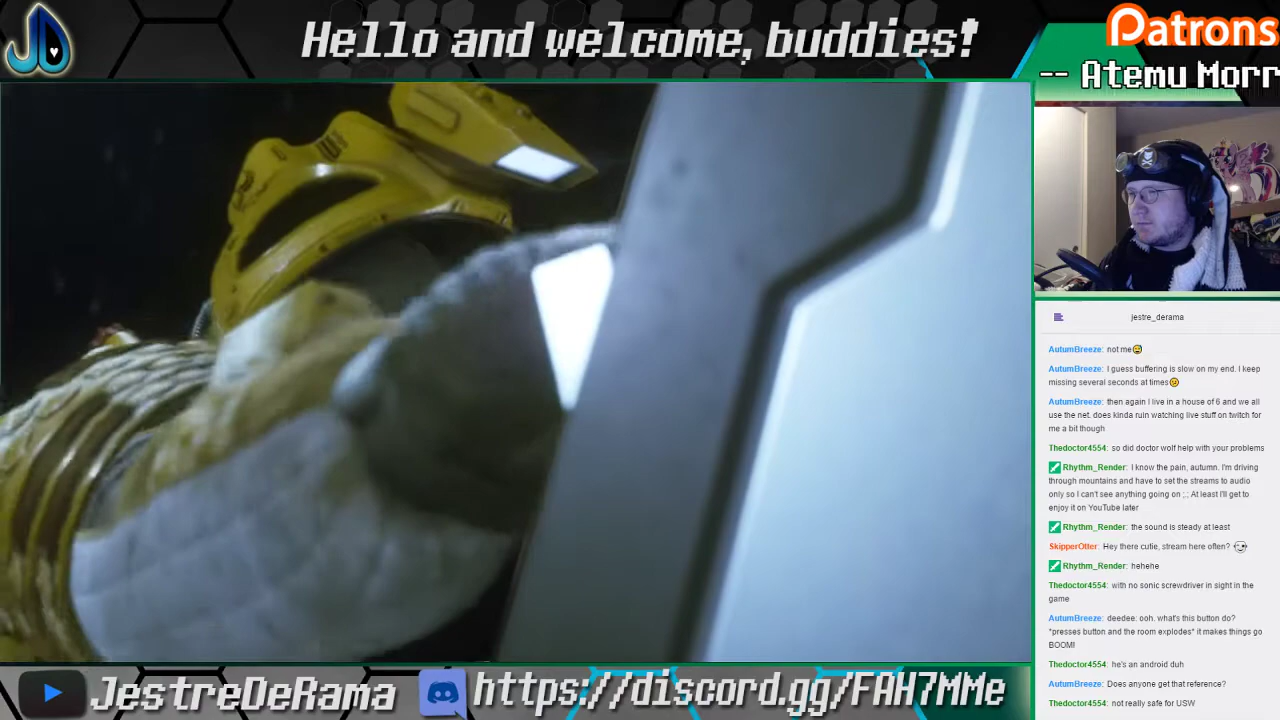 Hello and welcome, buddies!
Patrons
-- Atemu Morr
jestre_derama
AutumBreeze: not me
AutumBreeze: I guess buffering is slow on my end. I keep
missing several seconds at times
AutumBreeze: then again I live in a house of 6 and we all
use the net. does kinda ruin watching live stuff on twitch for
me a bit though
Thedoctor4554: so did doctor wolf help with your problems
Rhythm_Render: I know the pain, autumn. I'm driving
through mountains and have to set the streams to audio
only so I can't see anything going on ;.; At least I'll get to
enjoy it on YouTube later
Rhythm_Render: the sound is steady at least
SkipperOtter: Hey there cutie, stream here often?
Rhythm_Render: hehehe
Thedoctor4554: with no sonic screwdriver in sight in the
game
AutumBreeze: deedee: ooh. what's this button do?
*presses button and the room explodes* it makes things go
BOOM!
Thedoctor4554: he's an android duh
AutumBreeze: Does anyone get that reference?
Thedoctor4554: not really safe for USW
JestreDeRama
https://discord.gg/FAH7MMe